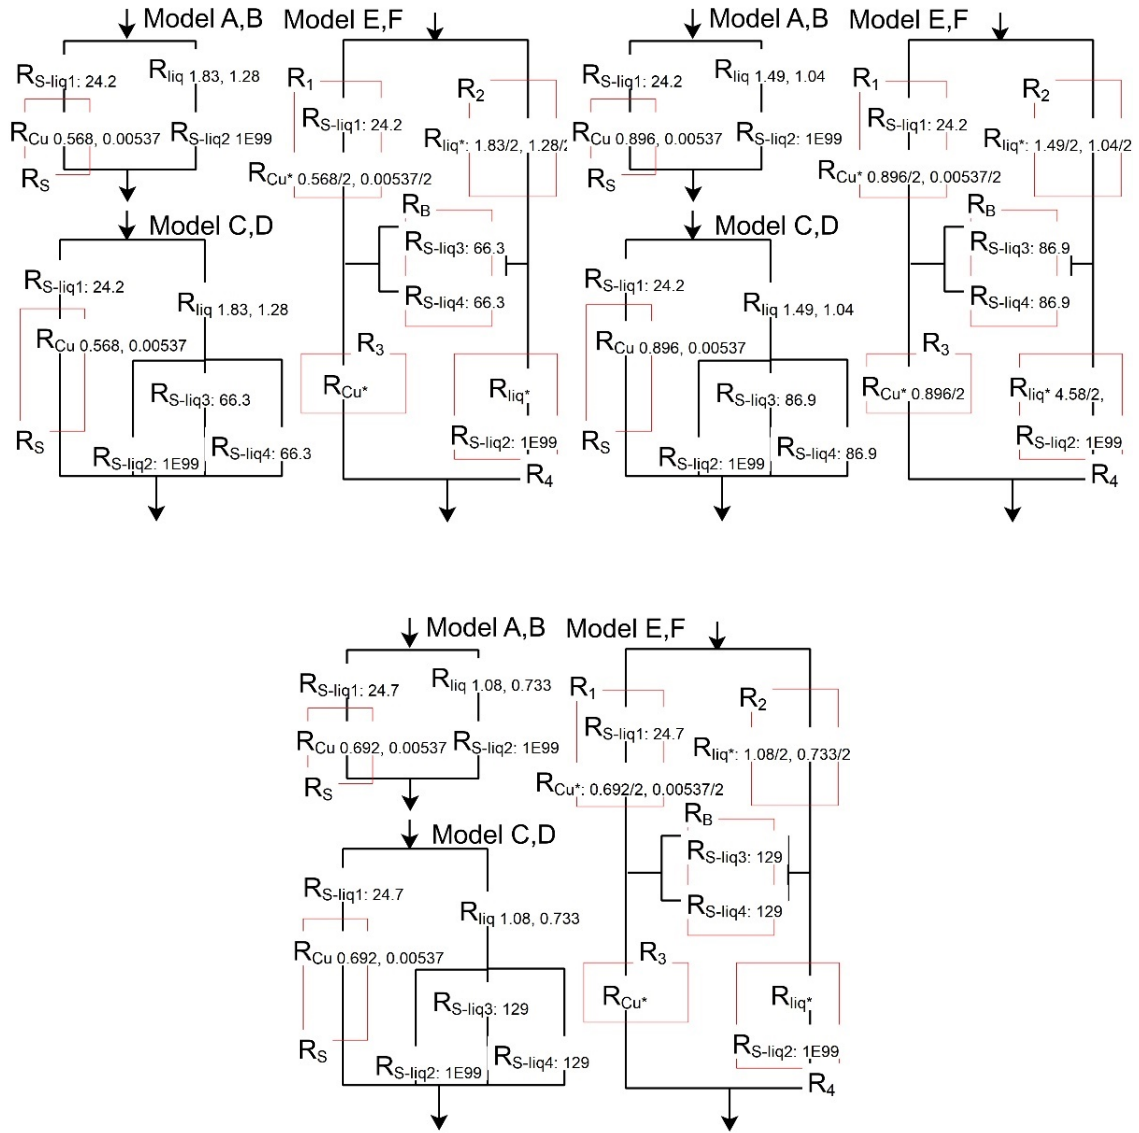 Model A,B
RS-liq1: 24.2
Rliq 1.83, 1.28
RCu 0.568, 0.00537
RS-liq2 1E99
RS
Model C,D
RS-liq1: 24.2
Rliq 1.83, 1.28
RCu 0.568, 0.00537
RS-liq3: 66.3
RS
RS-liq2: 1E99
RS-liq4: 66.3
Model E,F
R1
R2
RS-liq1: 24.2
Rliq*: 1.83/2, 1.28/2
RCu* 0.568/2, 0.00537/2
RB
RS-liq3: 66.3
RS-liq4: 66.3
R3
RCu*
Rliq*
RS-liq2: 1E99
R4
Model A,B
RS-liq1: 24.2
Rliq 1.49, 1.04
RCu 0.896, 0.00537
RS-liq2: 1E99
RS
Model C,D
RS-liq1: 24.2
Rliq 1.49, 1.04
RCu 0.896, 0.00537
RS-liq3: 86.9
RS
RS-liq2: 1E99
RS-liq4: 86.9
Model E,F
R1
R2
RS-liq1: 24.2
Rliq*: 1.49/2, 1.04/2
RCu* 0.896/2, 0.00537/2
RB
RS-liq3: 86.9
RS-liq4: 86.9
R3
RCu* 0.896/2
Rliq* 4.58/2,
RS-liq2: 1E99
R4
Model A,B
RS-liq1: 24.7
Rliq 1.08, 0.733
RCu 0.692, 0.00537
RS-liq2: 1E99
RS
Model C,D
RS-liq1: 24.7
Rliq 1.08, 0.733
RCu 0.692, 0.00537
RS-liq3: 129
RS
RS-liq2: 1E99
RS-liq4: 129
Model E,F
R1
R2
RS-liq1: 24.7
Rliq*: 1.08/2, 0.733/2
RCu*: 0.692/2, 0.00537/2
RB
RS-liq3: 129
RS-liq4: 129
R3
RCu*
Rliq*
RS-liq2: 1E99
R4